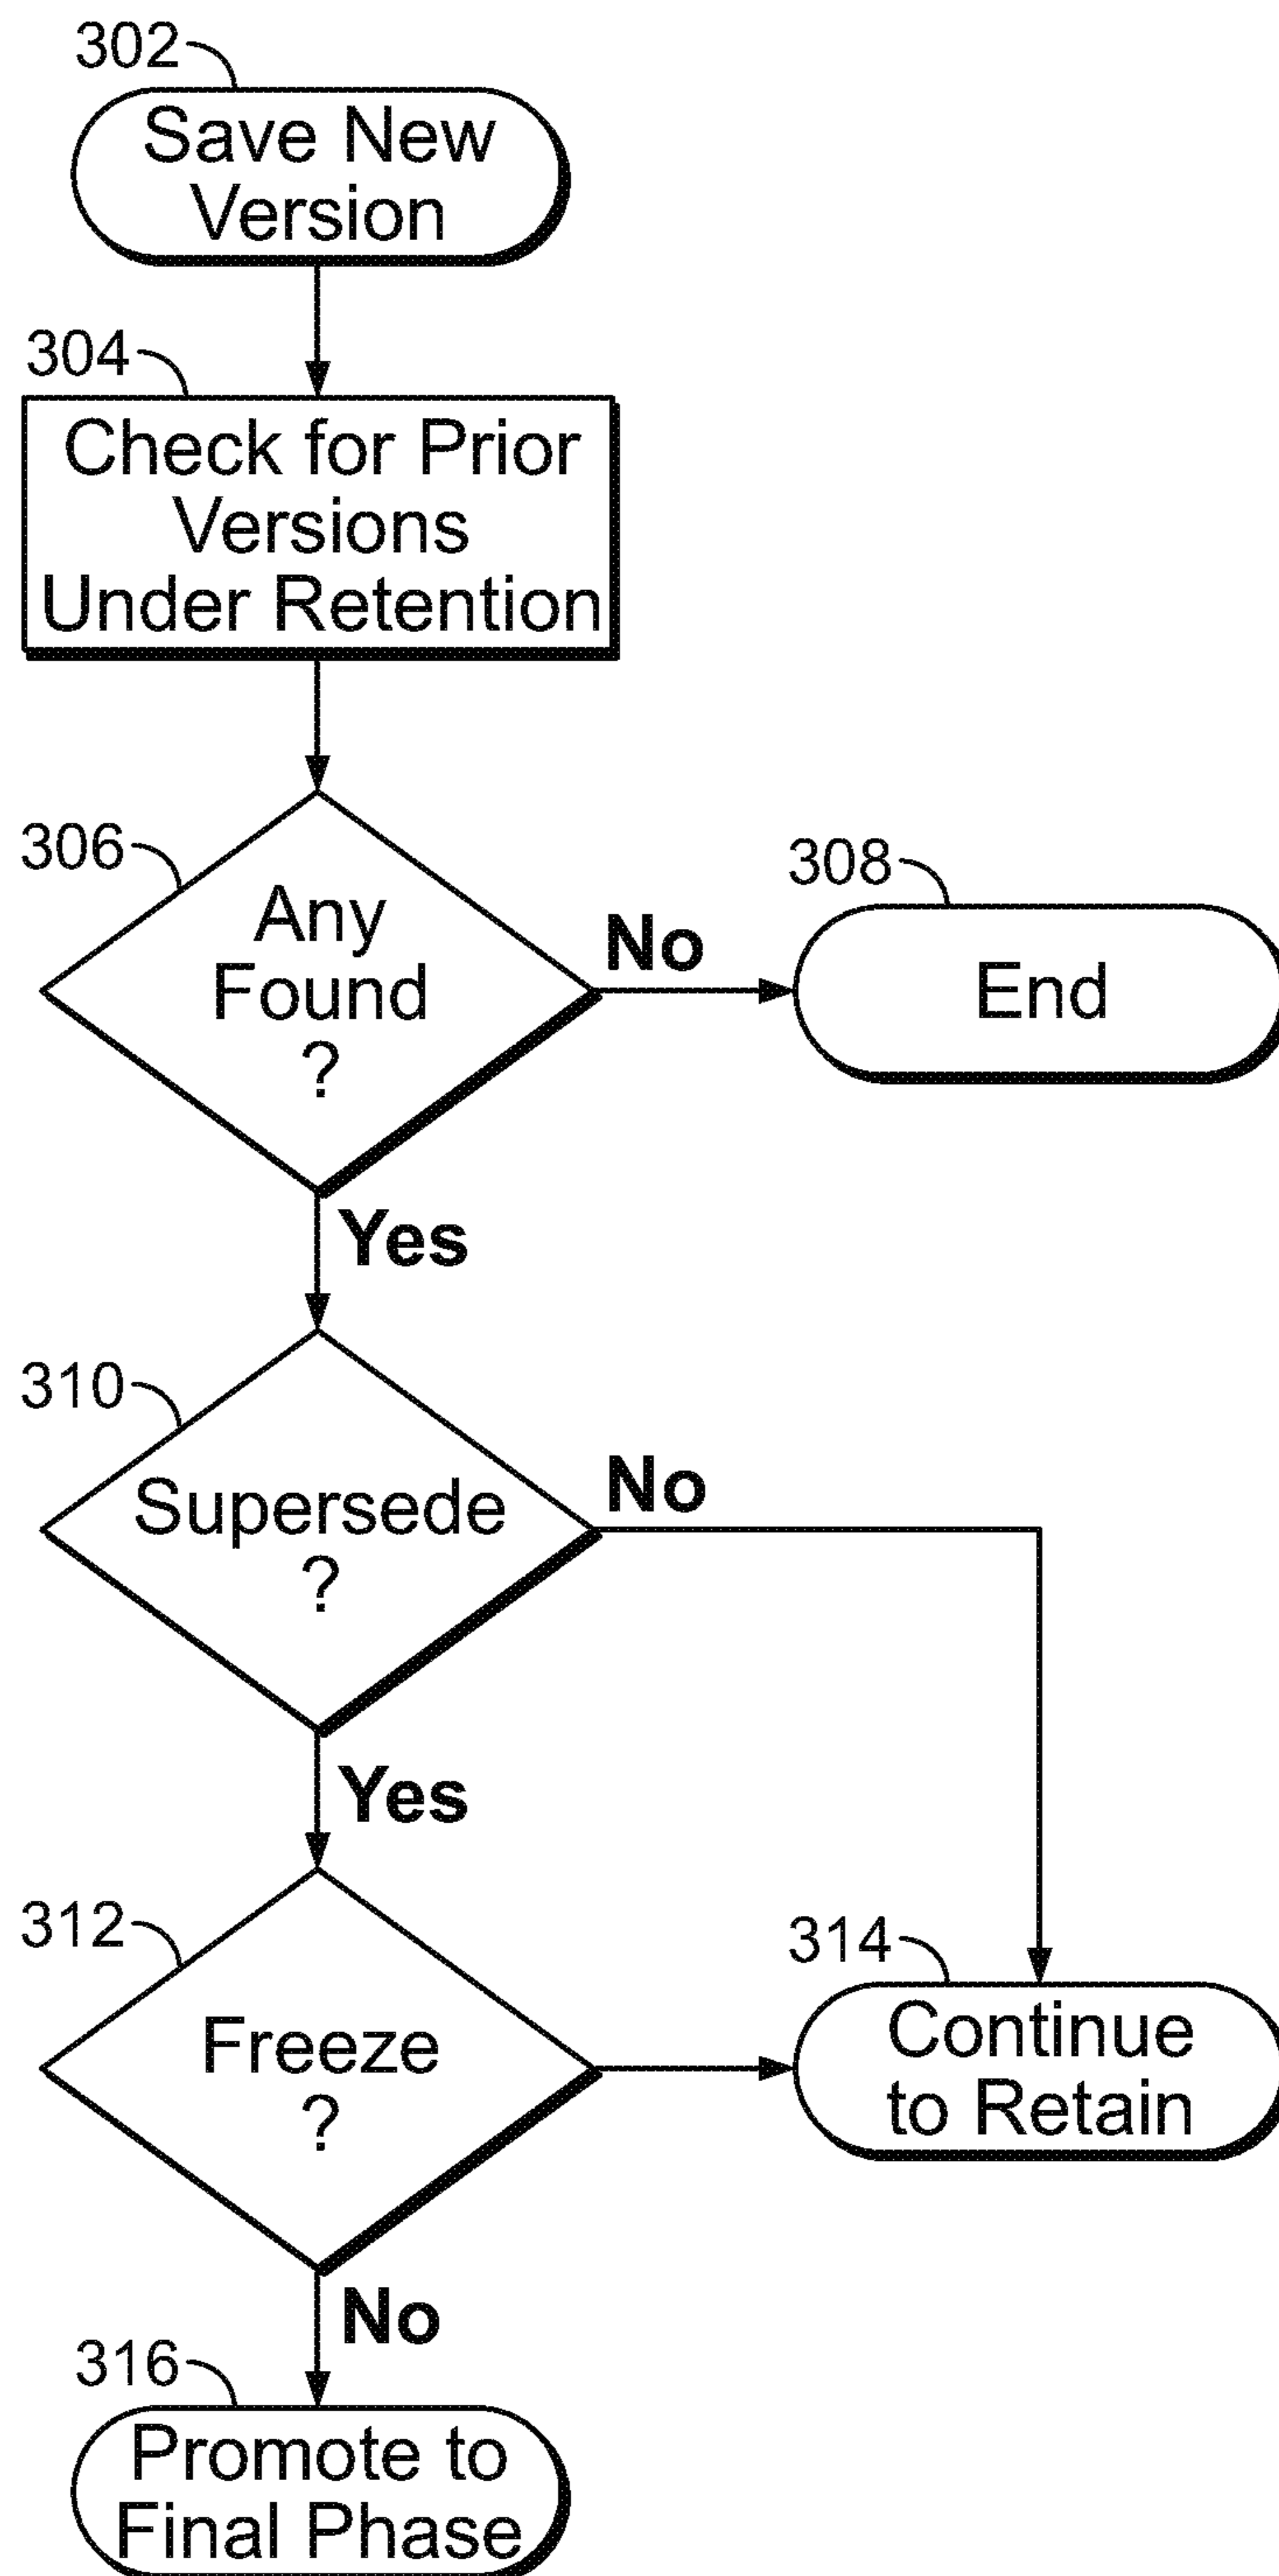 302
Save New
Version
304
Check for Prior
Versions
Under Retention
306
Any
Found
?
No
308
End
Yes
310
Supersede
?
No
Yes
312
Freeze
?
314
Continue
to Retain
No
316
Promote to
Final Phase